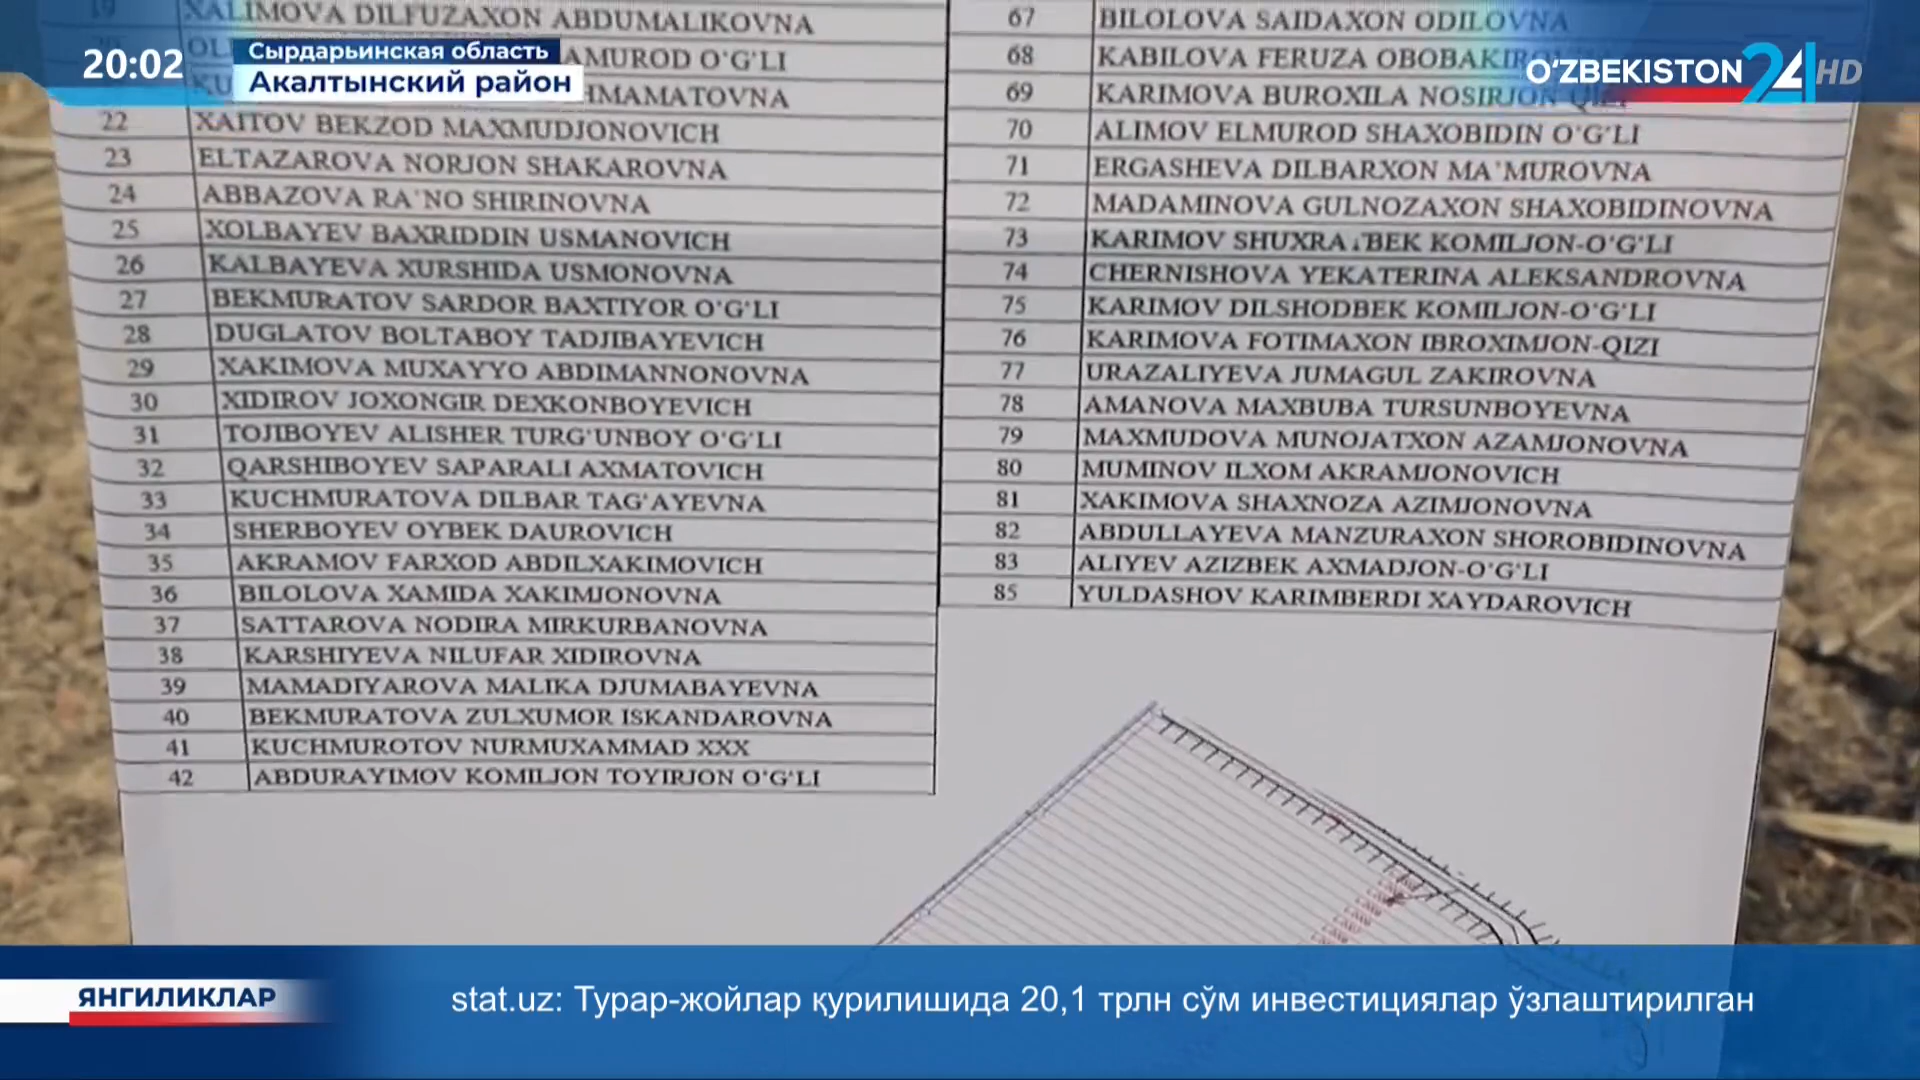 19 XALIMOVA DILFUZAXON ABDUMALIKOVNA
AMUROD O'G'LI
22 XAITOV BEKZOD MAXMUDJONOVICH
23 ELTAZAROVA NORJON SHAKAROVNA
24 ABBAZOVA RA'NO SHIRINOVNA
25 XOLBAYEV BAXRIDDIN USMANOVICH
26 KALBAYEVA XURSHIDA USMONOVNA
27 BEKMURATOV SARDOR BAXTIYOR O'G'LI
28 DUGLATOV BOLTABOY TADJIBAYEVICH
29 XAKIMOVA MUXAYYO ABDIMANNONOVNA
30 XIDIROV JOXONGIR DEXKONBOYEVICH
31 TOJIBOYEV ALISHER TURG'UNBOY O'G'LI
32 QARSHIBOYEV SAPARALI AXMATOVICH
33 KUCHMURATOVA DILBAR TAG'AYEVNA
34 SHERBOYEV OYBEK DAUROVICH
35 AKRAMOV FARXOD ABDILXAKIMOVICH
36 BILOLOVA XAMIDA XAKIMJONOVNA
37 SATTAROVA NODIRA MIRKURBANOVNA
38 KARSHIYEVA NILUFAR XIDIROVNA
39 MAMADIYAROVA MALIKA DJUMABAYEVNA
40 BEKMURATOVA ZULXUMOR ISKANDAROVNA
41 KUCHMUROTOV NURMUXAMMAD XXX
42 ABDURAYIMOV KOMILJON TOYIRJON O'G'LI
67 BILOLOVA SAIDAXON ODILOVNA
68 KABILOVA FERUZA
69 KARIMOVA BUROXILA NOSIRJON QIZI
70 ALIMOV ELMUROD SHAXOBIDIN O'G'LI
71 ERGASHEVA DILBARXON MA'MUROVNA
72 MADAMINOVA GULNOZAXON SHAXOBIDINOVNA
73 KARIMOV SHUXRATBEK KOMILJON-O'G'LI
74 CHERNISHOVA YEKATERINA ALEKSANDROVNA
75 KARIMOV DILSHODBEK KOMILJON-O'G'LI
76 KARIMOVA FOTIMAXON IBROXIMJON-QIZI
77 URAZALIYEVA JUMAGUL ZAKIROVNA
78 AMANOVA MAXBUBA TURSUNBOYEVNA
79 MAXMUDOVA MUNOJATXON AZAMJONOVNA
80 MUMINOV ILXOM AKRAMJONOVICH
81 XAKIMOVA SHAXNOZA AZIMJONOVNA
82 ABDULLAYEVA MANZURAXON SHOROBIDINOVNA
83 ALIYEV AZIZBEK AXMADJON-O'G'LI
85 YULDASHOV KARIMBERDI XAYDAROVICH
20:02
Сырдарьинская область
Акалтынский район
O'ZBEKISTON 24 HD
ЯНГИЛИКЛАР
stat.uz: Турар-жойлар қурилишида 20,1 трлн сўм инвестициялар ўзлаштирилган